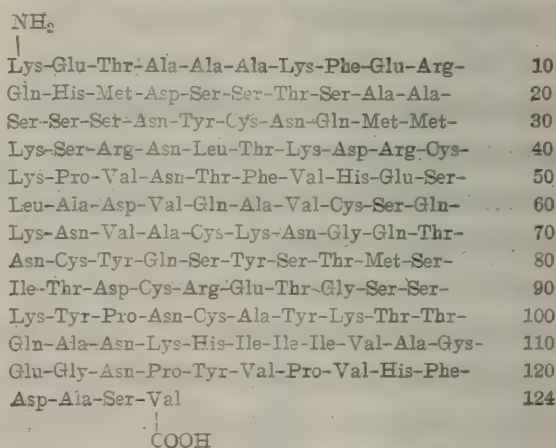 NH₂
Lys-Glu-Thr-Ala-Ala-Ala-Lys-Phe-Glu-Arg- 10
Gln-His-Met-Asp-Ser-Ser-Thr-Ser-Ala-Ala- 20
Ser-Ser-Ser-Asn-Tyr-Cys-Asn-Gln-Met-Met- 30
Lys-Ser-Arg-Asn-Leu-Thr-Lys-Asp-Arg-Cys- 40
Lys-Pro-Val-Asn-Thr-Phe-Val-His-Glu-Ser- 50
Leu-Ala-Asp-Val-Gln-Ala-Val-Cys-Ser-Gln- 60
Lys-Asn-Val-Ala-Cys-Lys-Asn-Gly-Gln-Thr- 70
Asn-Cys-Tyr-Gln-Ser-Tyr-Ser-Thr-Met-Ser- 80
Ile-Thr-Asp-Cys-Arg-Glu-Thr-Gly-Ser-Ser- 90
Lys-Tyr-Pro-Asn-Cys-Ala-Tyr-Lys-Thr-Thr- 100
Gln-Ala-Asn-Lys-His-Ile-Ile-Ile-Val-Ala-Cys- 110
Glu-Gly-Asn-Pro-Tyr-Val-Pro-Val-His-Phe- 120
Asp-Ala-Ser-Val 124
COOH